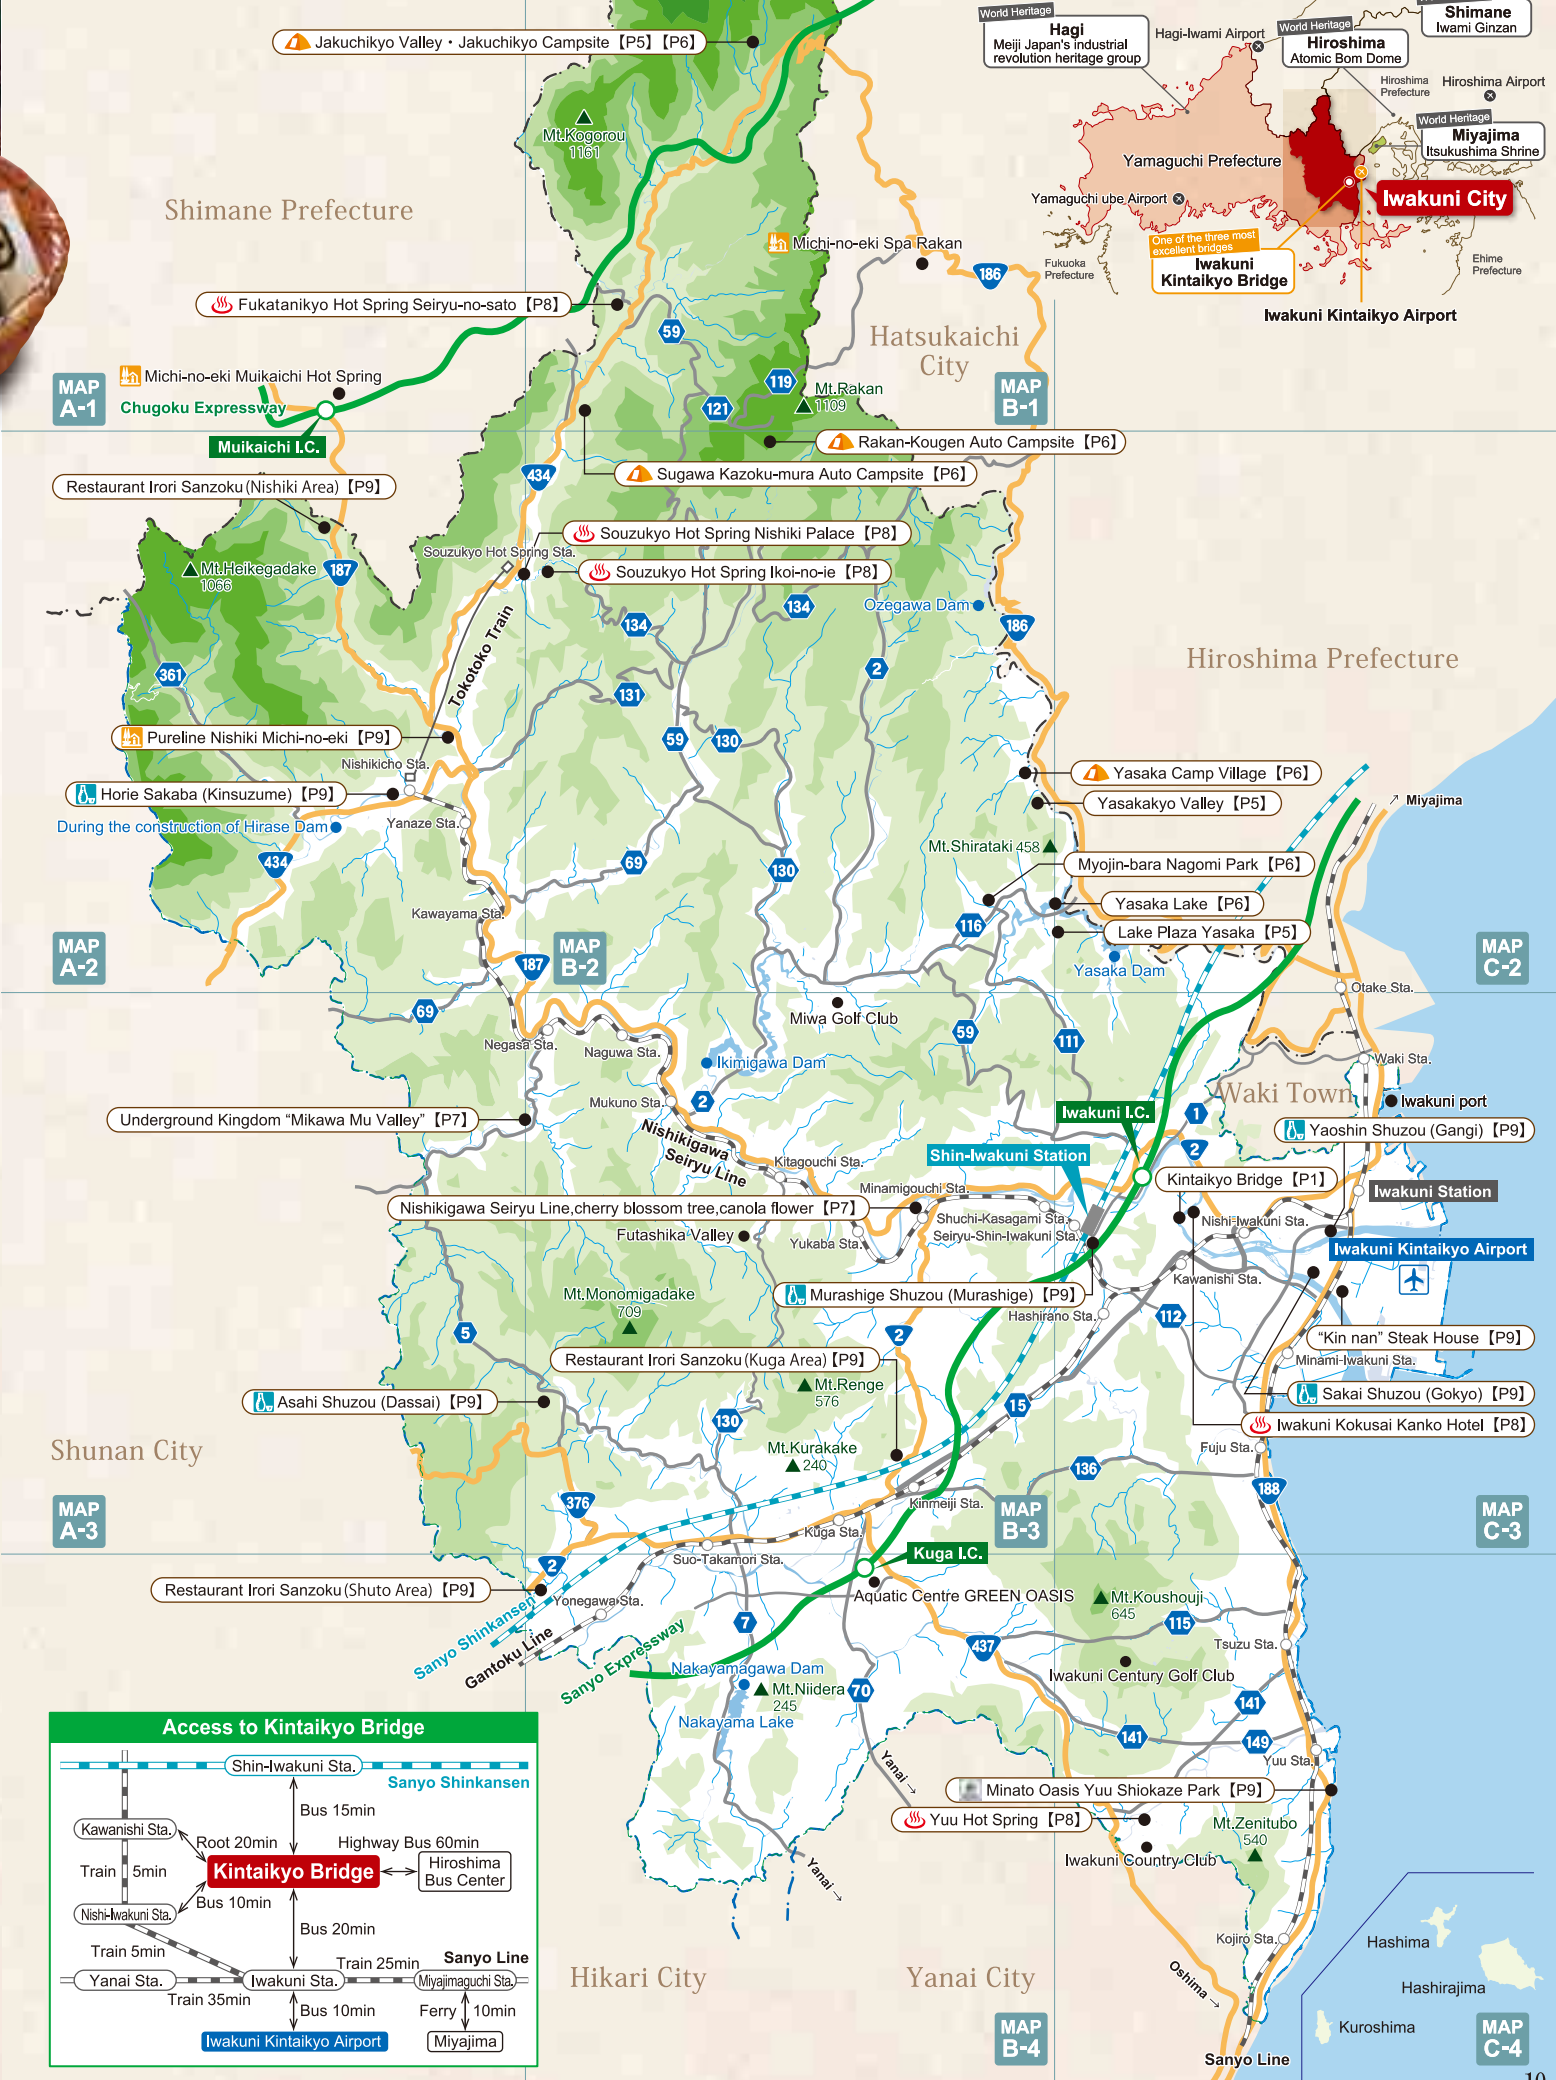 Jakuchikyo Valley・Jakuchikyo Campsite【P5】【P6】
World Heritage
Hagi
Meiji Japan's industrial
revolution heritage group
Hagi-Iwami Airport
World Heritage
Hiroshima
Atomic Bom Dome
Shimane
Iwami Ginzan
Hiroshima
Prefecture
Hiroshima Airport
World Heritage
Miyajima
Itsukushima Shrine
Yamaguchi Prefecture
Yamaguchi ube Airport
Iwakuni City
One of the three most
excellent bridges
Iwakuni
Kintaikyo Bridge
Fukuoka
Prefecture
Ehime
Prefecture
Iwakuni Kintaikyo Airport
Mt.Kogorou
1161
Shimane Prefecture
Michi-no-eki Spa Rakan
186
Fukatanikyo Hot Spring Seiryu-no-sato【P8】
59
Hatsukaichi
City
MAP
A-1
Michi-no-eki Muikaichi Hot Spring
Chugoku Expressway
Muikaichi I.C.
119
121
Mt.Rakan
1109
MAP
B-1
Rakan-Kougen Auto Campsite【P6】
434
Sugawa Kazoku-mura Auto Campsite【P6】
Restaurant Irori Sanzoku(Nishiki Area)【P9】
Souzukyo Hot Spring Nishiki Palace【P8】
Souzukyo Hot Spring Sta.
Souzukyo Hot Spring Ikoi-no-ie【P8】
Mt.Heikegadake
1066
187
134
134
Ozegawa Dam
186
Tokotoko Train
361
131
2
Hiroshima Prefecture
59
130
Pureline Nishiki Michi-no-eki【P9】
Nishikicho Sta.
Horie Sakaba (Kinsuzume)【P9】
Yanaze Sta.
During the construction of Hirase Dam
434
69
130
Yasaka Camp Village【P6】
Yasakakyo Valley【P5】
Miyajima
Mt.Shirataki 458
Myojin-bara Nagomi Park【P6】
Yasaka Lake【P6】
Kawayama Sta.
116
Lake Plaza Yasaka【P5】
MAP
A-2
MAP
B-2
187
Yasaka Dam
MAP
C-2
Otake Sta.
69
Miwa Golf Club
59
111
Negasa Sta.
Naguwa Sta.
Ikimigawa Dam
Waki Sta.
Waki Town
Mukuno Sta.
2
Iwakuni I.C.
1
Iwakuni port
Underground Kingdom “Mikawa Mu Valley”【P7】
Nishikigawa
Seiryu Line
Yaoshin Shuzou (Gangi)【P9】
Shin-Iwakuni Station
2
Kitagouchi Sta.
Kintaikyo Bridge【P1】
Minamigouchi Sta.
Iwakuni Station
Nishikigawa Seiryu Line,cherry blossom tree,canola flower【P7】
Shuchi-Kasagami Sta.
Nishi-Iwakuni Sta.
Futashika Valley
Yukaba Sta.
Seiryu-Shin-Iwakuni Sta.
Iwakuni Kintaikyo Airport
Kawanishi Sta.
Mt.Monomigadake
709
Murashige Shuzou (Murashige)【P9】
Hashirano Sta.
112
5
2
“Kin nan” Steak House【P9】
Restaurant Irori Sanzoku(Kuga Area)【P9】
Minami-Iwakuni Sta.
Mt.Renge
576
Asahi Shuzou (Dassai)【P9】
Sakai Shuzou (Gokyo)【P9】
130
15
Iwakuni Kokusai Kanko Hotel【P8】
Shunan City
Mt.Kurakake
240
Fuju Sta.
136
188
MAP
A-3
376
Kinmeiji Sta.
MAP
B-3
MAP
C-3
Kuga Sta.
Suo-Takamori Sta.
Kuga I.C.
2
Restaurant Irori Sanzoku(Shuto Area)【P9】
Yonegawa Sta.
Aquatic Centre GREEN OASIS
Mt.Koushouji
645
115
7
Sanyo Shinkansen
Gantoku Line
Sanyo Expressway
437
Tsuzu Sta.
Nakayamagawa Dam
Mt.Niidera
245
70
Iwakuni Century Golf Club
Nakayama Lake
141
141
149
Yuu Sta.
Yanai→
Minato Oasis Yuu Shiokaze Park【P9】
Yuu Hot Spring【P8】
Mt.Zenitubo
540
Iwakuni Country Club
Yanai→
Access to Kintaikyo Bridge
Shin-Iwakuni Sta.
Sanyo Shinkansen
Bus 15min
Kawanishi Sta.
Root 20min
Highway Bus 60min
Train 5min
Kintaikyo Bridge
Hiroshima
Bus Center
Bus 10min
Nishi-Iwakuni Sta.
Bus 20min
Train 5min
Train 25min
Sanyo Line
Yanai Sta.
Iwakuni Sta.
Miyajimaguchi Sta.
Train 35min
Bus 10min
Ferry 10min
Iwakuni Kintaikyo Airport
Miyajima
Hikari City
Yanai City
Kojiro Sta.
Oshima→
Hashima
Hashirajima
Kuroshima
MAP
B-4
MAP
C-4
Sanyo Line